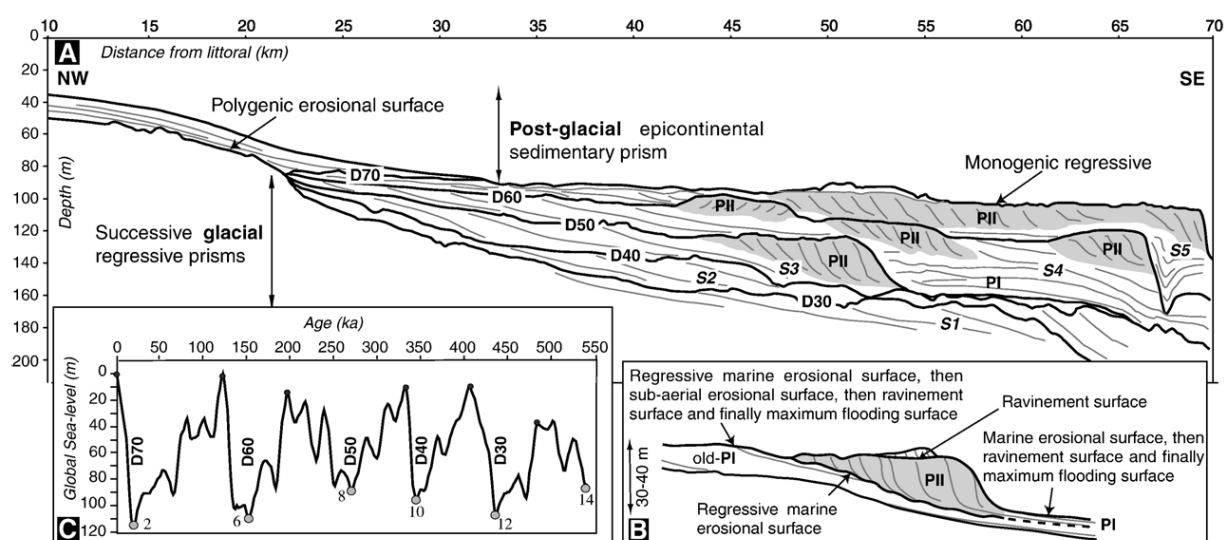 10 15 20 25 30 35 40 45 50 55 60 65 70
0
20
40
60
80
100
120
140
160
180
200
Depth (m)
A
Distance from littoral (km)
NW
SE
Polygenic erosional surface
Post-glacial epicontinental
sedimentary prism
Monogenic regressive
Successive glacial
regressive prisms
D70
D60
D50
D40
D30
PII
PII
PII
PII
PII
PI
S1
S2
S3
S4
S5
Age (ka)
0 50 100 150 200 250 300 350 400 450 500 550
Global Sea-level (m)
0
20
40
60
80
100
120
D70
D60
D50
D40
D30
2
6
8
10
12
14
C
Regressive marine erosional surface, then
sub-aerial erosional surface, then ravinement
surface and finally maximum flooding surface
Ravinement surface
Marine erosional surface, then
ravinement surface and finally
maximum flooding surface
30-40 m
old-PI
PII
Regressive marine
erosional surface
B
PI